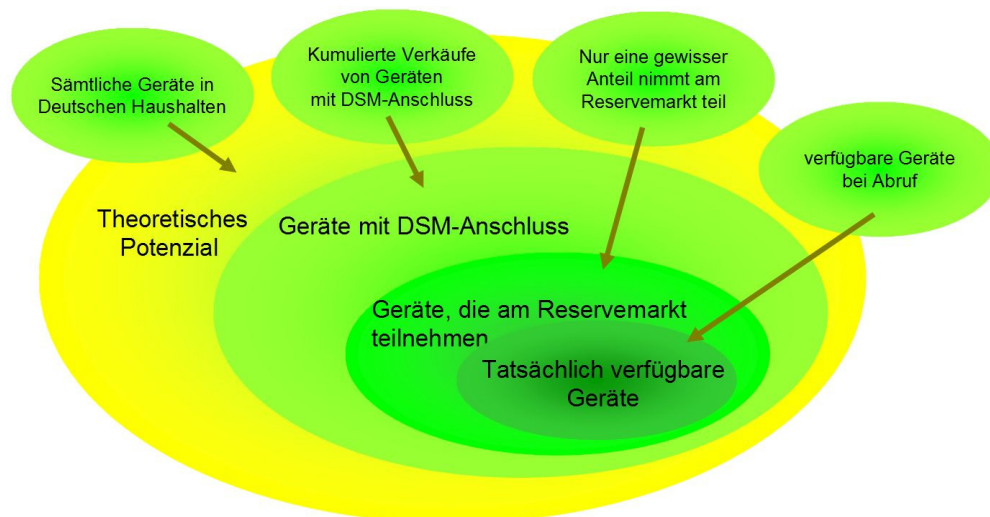 Sämtliche Geräte in
Deutschen Haushalten
Kumulierte Verkäufe
von Geräten
mit DSM-Anschluss
Nur eine gewisser
Anteil nimmt am
Reservemarkt teil
verfügbare Geräte
bei Abruf
Theoretisches
Potenzial
Geräte mit DSM-Anschluss
Geräte, die am Reservemarkt
teilnehmen
Tatsächlich verfügbare
Geräte